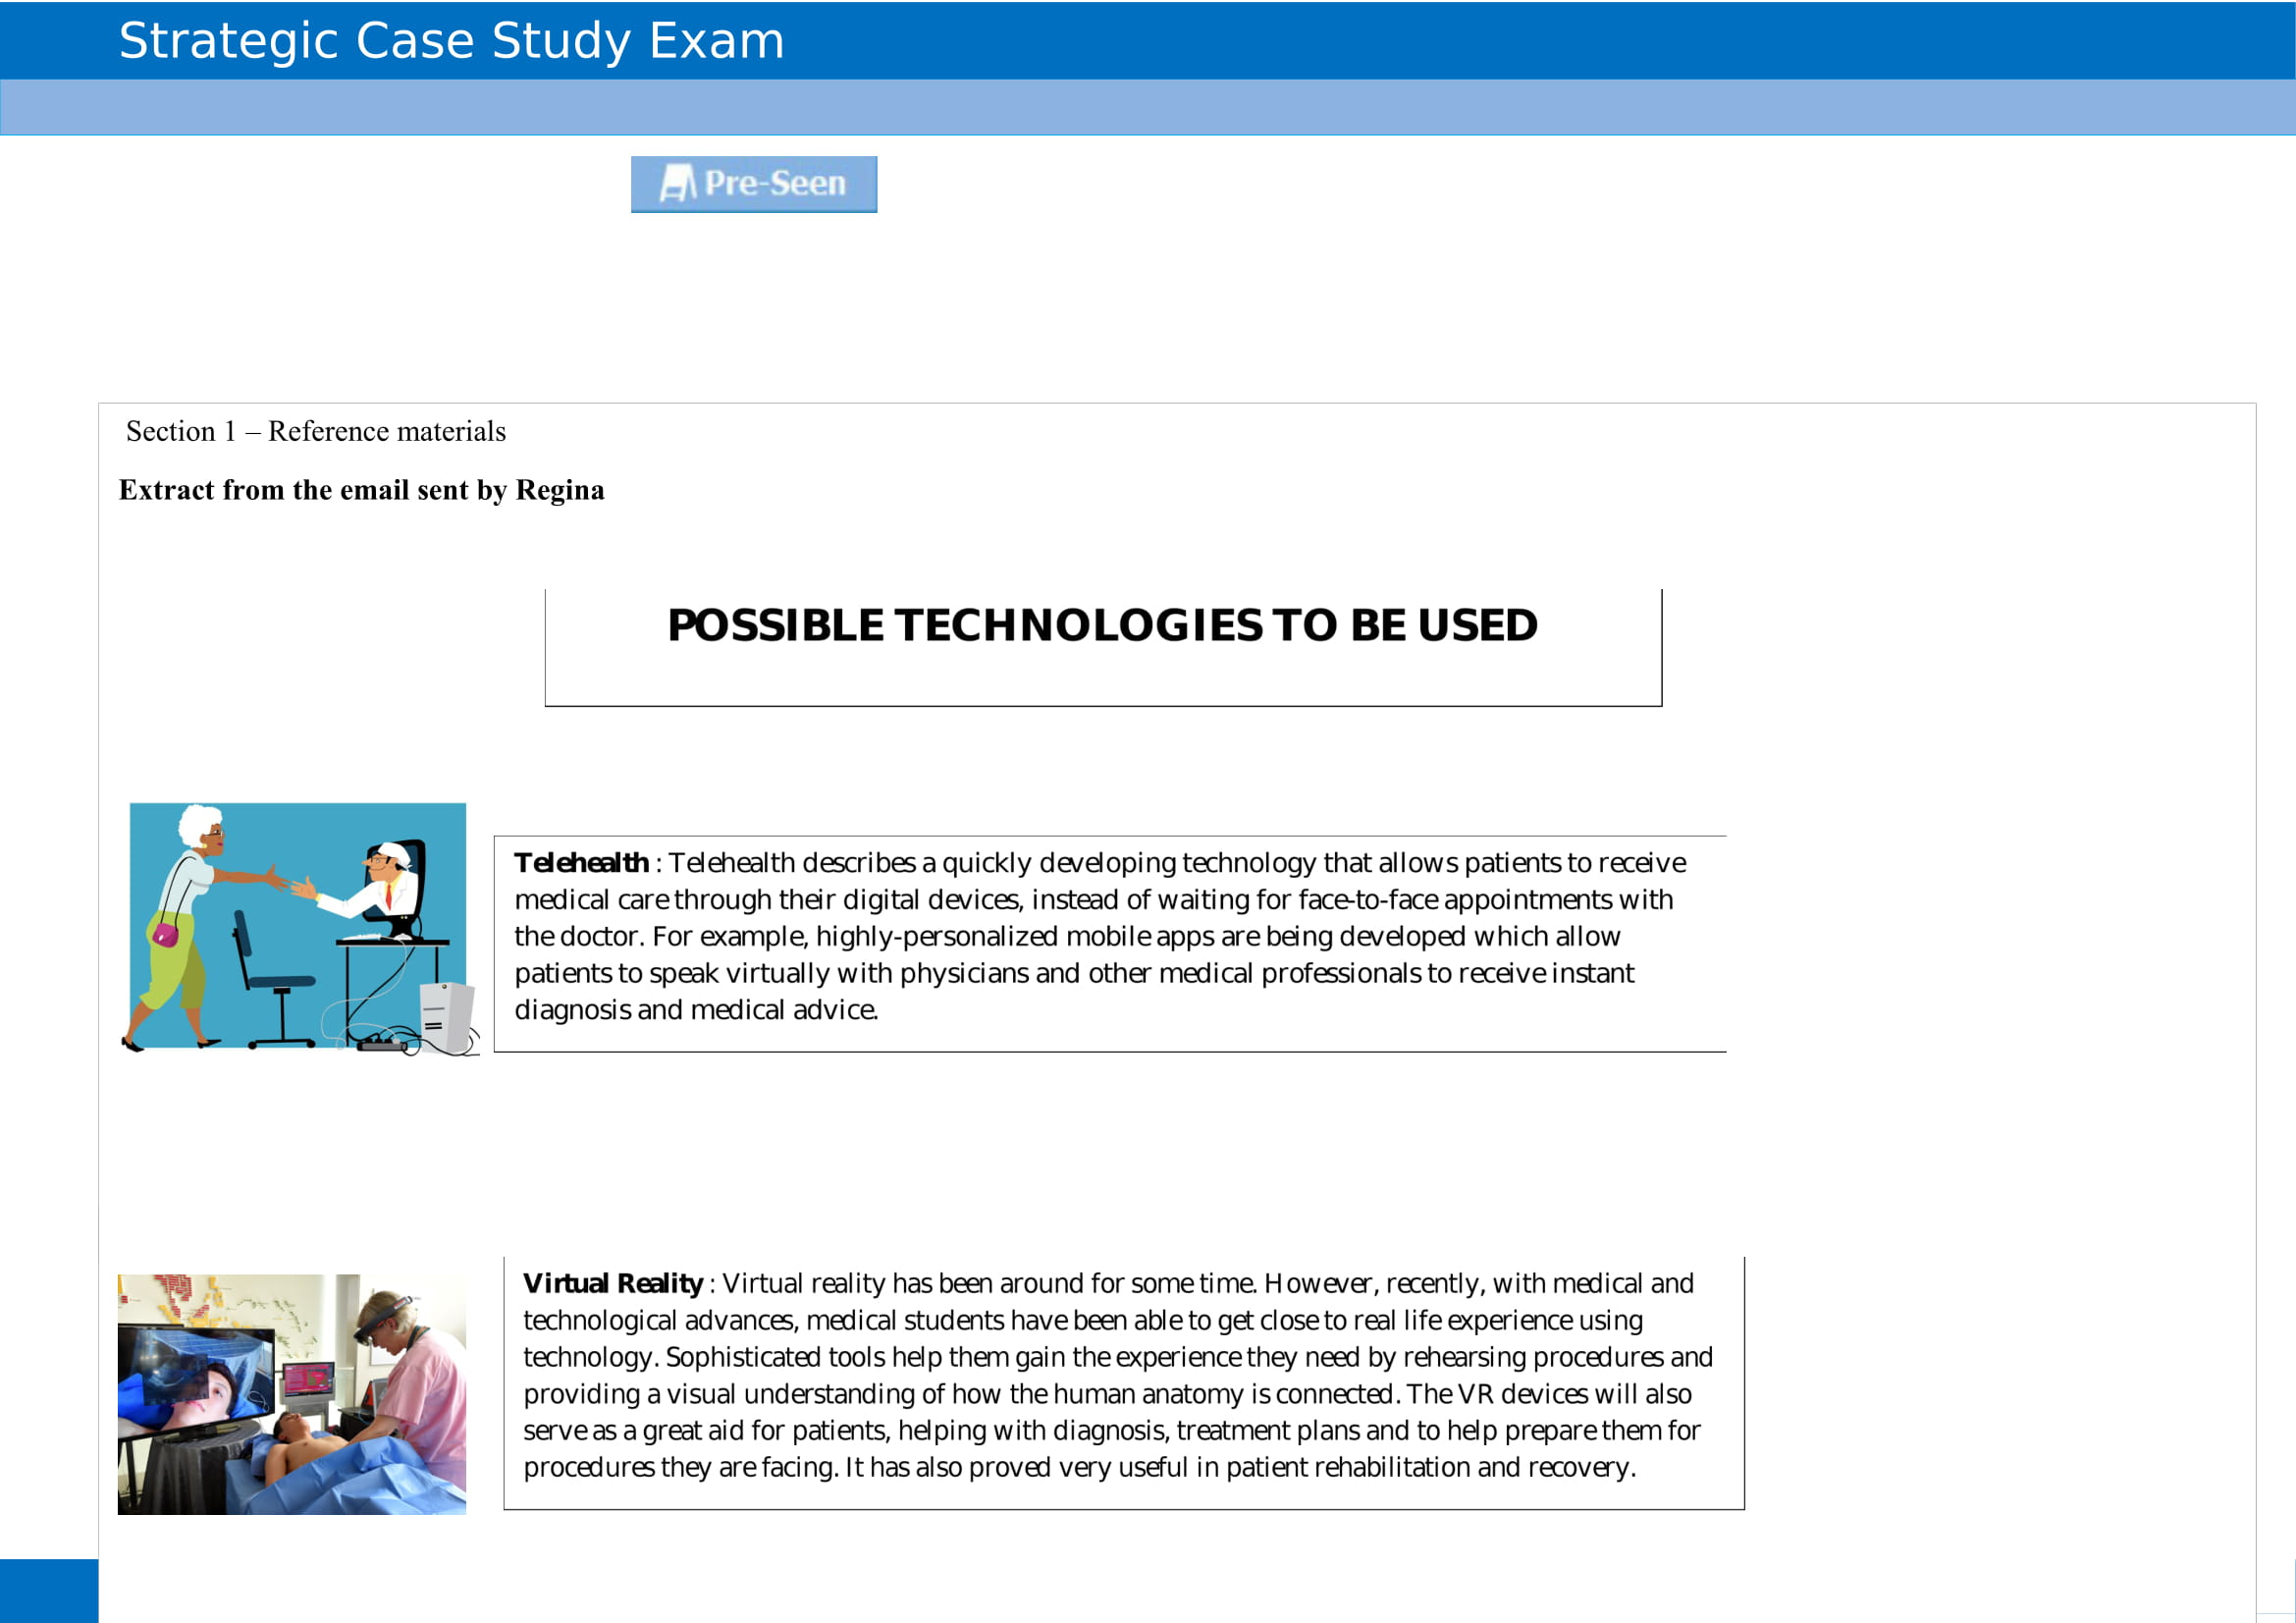 Strategic Case Study Exam
Pre-Seen
Section 1 – Reference materials
Extract from the email sent by Regina
POSSIBLE TECHNOLOGIES TO BE USED
Telehealth : Telehealth describes a quickly developing technology that allows patients to receive
medical care through their digital devices, instead of waiting for face-to-face appointments with
the doctor. For example, highly-personalized mobile apps are being developed which allow
patients to speak virtually with physicians and other medical professionals to receive instant
diagnosis and medical advice.
Virtual Reality : Virtual reality has been around for some time. However, recently, with medical and
technological advances, medical students have been able to get close to real life experience using
technology. Sophisticated tools help them gain the experience they need by rehearsing procedures and
providing a visual understanding of how the human anatomy is connected. The VR devices will also
serve as a great aid for patients, helping with diagnosis, treatment plans and to help prepare them for
procedures they are facing. It has also proved very useful in patient rehabilitation and recovery.